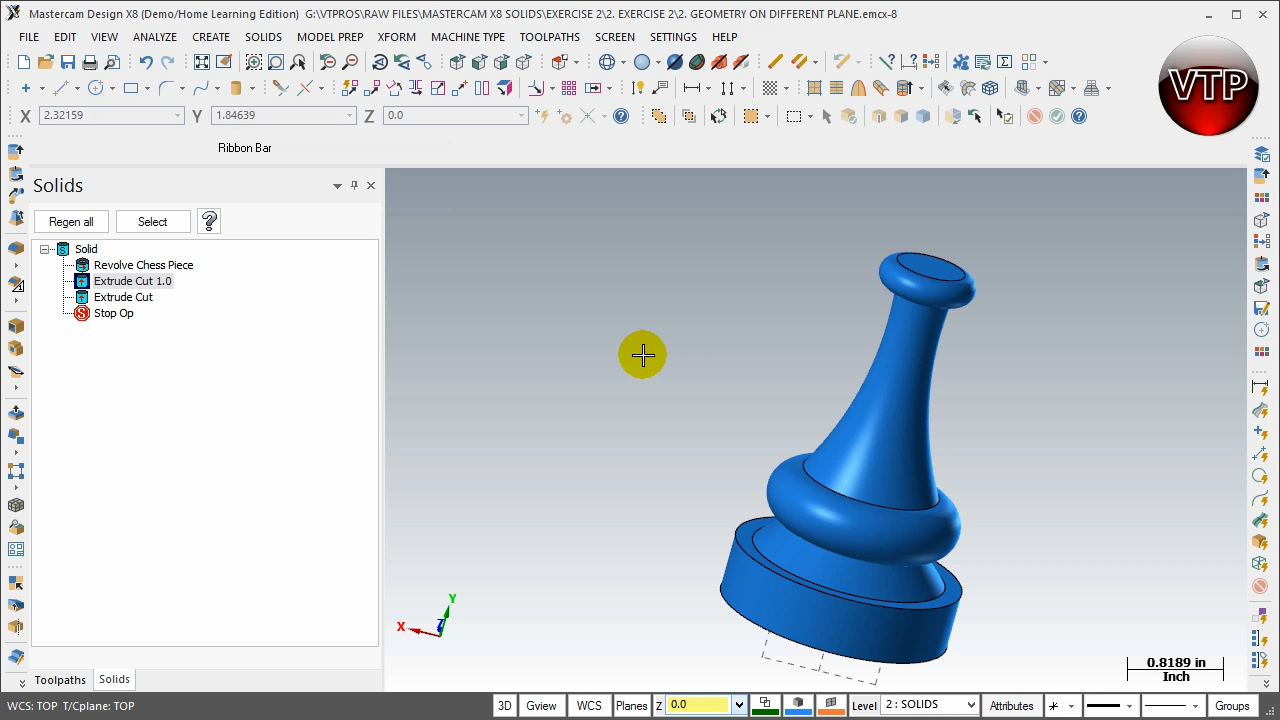 Mastercam Design X8 (Demo/Home Learning Edition)  G:\VTPROS\RAW FILES\MASTERCAM X8 SOLIDS\EXERCISE 2\2. EXERCISE 2\2. GEOMETRY ON DIFFERENT PLANE.emcx-8
FILE EDIT VIEW ANALYZE CREATE SOLIDS MODEL PREP XFORM MACHINE TYPE TOOLPATHS SCREEN SETTINGS HELP
VTP
X 2.32159 Y 1.84639 Z 0.0
Ribbon Bar
Solids
Regen all Select ?
Solid
Revolve Chess Piece
Extrude Cut 1.0
Extrude Cut
Stop Op
Y
X Z
0.8189 in
Inch
Toolpaths Solids
WCS: TOP T/Cplane: TOP 3D Gview WCS Planes Z 0.0 Level 2 : SOLIDS Attributes Groups